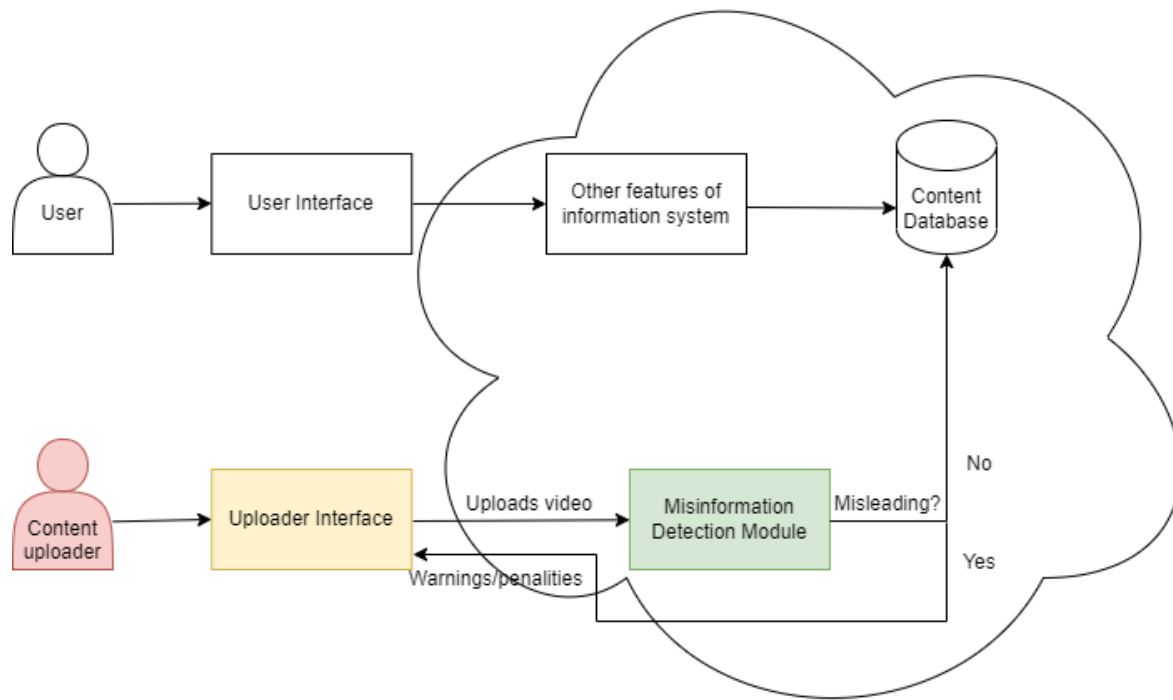 User
User Interface
Other features of
information system
Content
Database
Content
uploader
Uploader Interface
Uploads video
Misinformation
Detection Module
Misleading?
No
Yes
Warnings/penalities